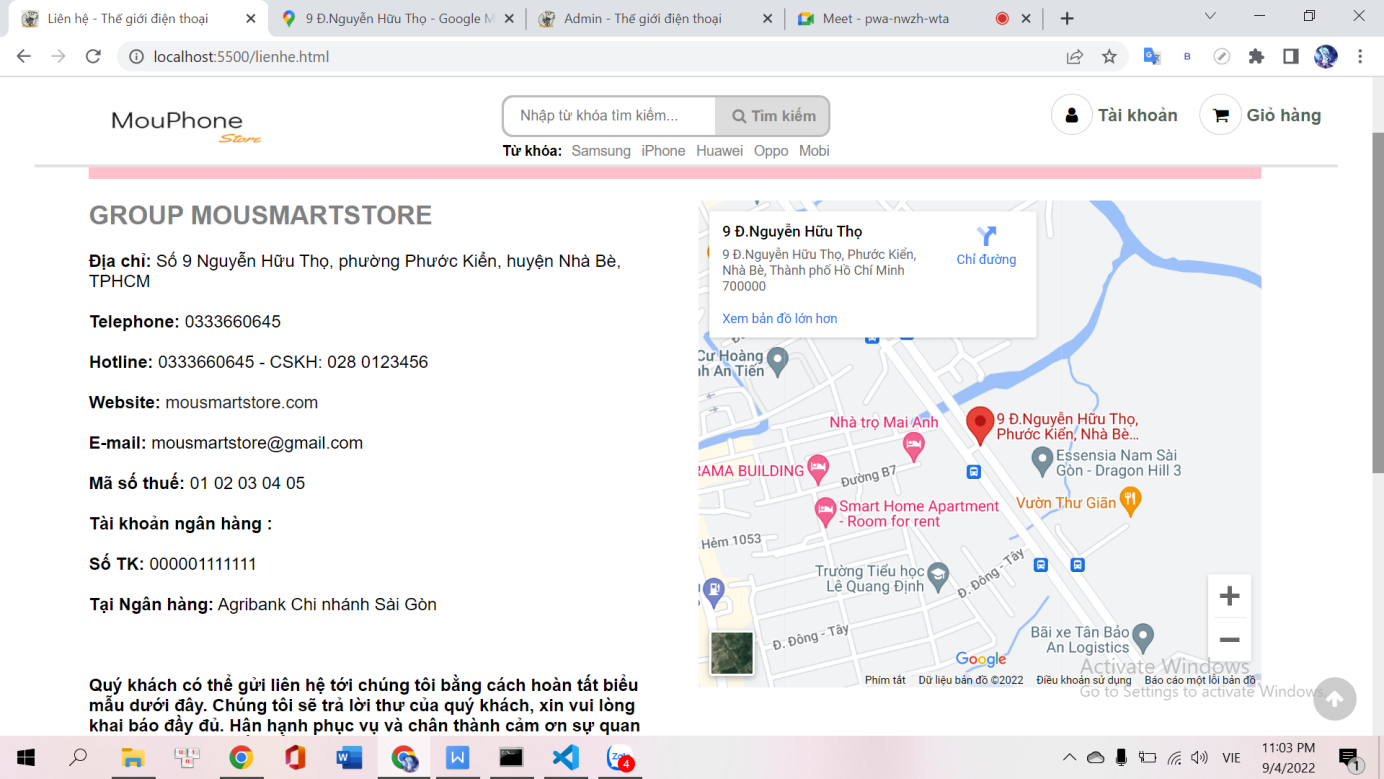 Liên hệ - Thế giới điện thoại
9 Đ.Nguyễn Hữu Thọ - Google M
Admin - Thế giới điện thoại
Meet - pwa-nwzh-wta
localhost:5500/lienhe.html
MouPhone
Store
Nhập từ khóa tìm kiếm...
Tìm kiếm
Từ khóa: Samsung iPhone Huawei Oppo Mobi
Tài khoản
Giỏ hàng
GROUP MOUSMARTSTORE
Địa chỉ: Số 9 Nguyễn Hữu Thọ, phường Phước Kiển, huyện Nhà Bè,
TPHCM
Telephone: 0333660645
Hotline: 0333660645 - CSKH: 028 0123456
Website: mousmartstore.com
E-mail: mousmartstore@gmail.com
Mã số thuế: 01 02 03 04 05
Tài khoản ngân hàng :
Số TK: 000001111111
Tại Ngân hàng: Agribank Chi nhánh Sài Gòn
Quý khách có thể gửi liên hệ tới chúng tôi bằng cách hoàn tất biểu
mẫu dưới đây. Chúng tôi sẽ trả lời thư của quý khách, xin vui lòng
khai báo đầy đủ. Hân hạnh phục vụ và chân thành cảm ơn sự quan
9 Đ.Nguyễn Hữu Thọ
9 Đ.Nguyễn Hữu Thọ, Phước Kiển,
Nhà Bè, Thành phố Hồ Chí Minh
700000
Chỉ đường
Xem bản đồ lớn hơn
Cư Hoàng
nh An Tiến
Nhà trọ Mai Anh
9 Đ.Nguyễn Hữu Thọ,
Phước Kiển, Nhà Bè...
RAMA BUILDING
Đường B7
Essensia Nam Sài
Gòn - Dragon Hill 3
Smart Home Apartment
- Room for rent
Vườn Thư Giãn
Hẻm 1053
Trường Tiểu học
Lê Quang Định
Đ. Đông - Tây
Đ. Đông - Tây
Bãi xe Tân Bảo
An Logistics
Google
Phím tắt
Dữ liệu bản đồ ©2022
Điều khoản sử dụng
Báo cáo một lỗi bản đồ
Activate Windows
Go to Settings to activate Windows.
Zalo
4
VIE
11:03 PM
9/4/2022
1